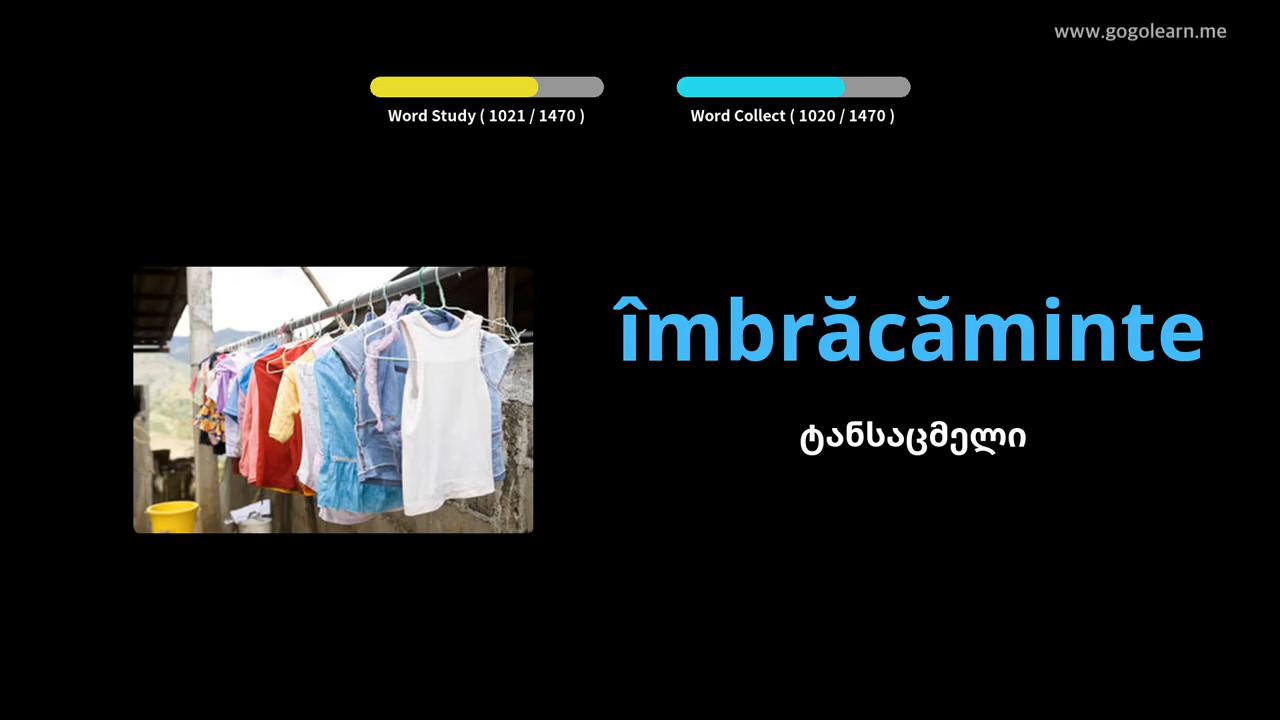 www.gogolearn.me
Word Study ( 1021 / 1470 )
Word Collect ( 1020 / 1470 )
îmbrăcăminte
ტანსაცმელი